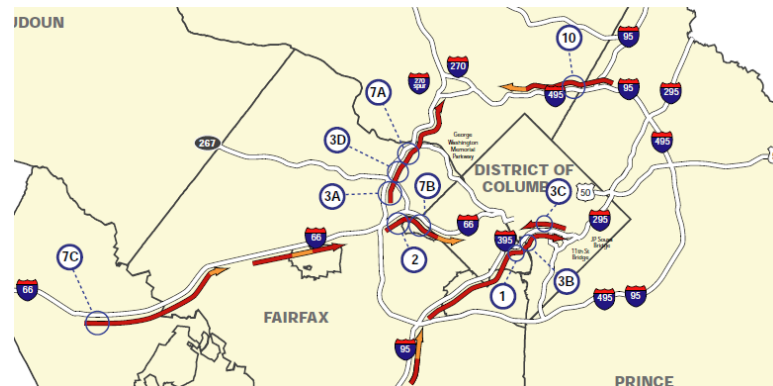 UDOUN
10
95
270
270
spur
7A
495
95
295
George
Washington
Memorial
Parkway
267
3D
495
DISTRICT OF
COLUMB
3A
7B
3C
50
66
295
66
395
11th St.
Bridge
2
7C
1
3B
66
495
95
FAIRFAX
95
PRINCE